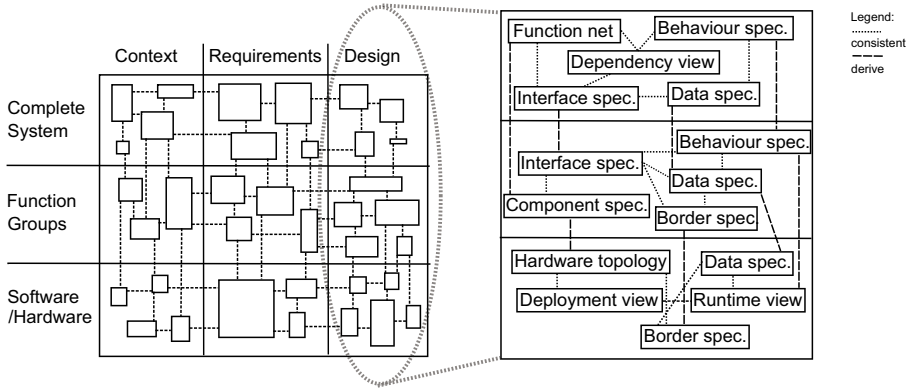 Context
Requirements
Design
Complete
System
Function
Groups
Software
/Hardware
Function net
Behaviour spec.
Dependency view
Interface spec.
Data spec.
Behaviour spec.
Interface spec.
Data spec.
Component spec.
Border spec.
Hardware topology
Data spec.
Deployment view
Runtime view
Border spec.
Legend:
consistent
derive